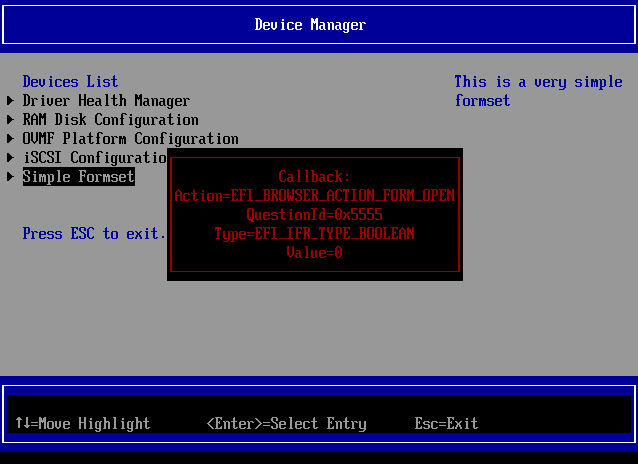 Device Manager
Devices List
This is a very simple
formset
Driver Health Manager
RAM Disk Configuration
OVMF Platform Configuration
iSCSI Configuratio
Simple Formset
Callback:
Action=EFI_BROWSER_ACTION_FORM_OPEN
QuestionId=0x5555
Type=EFI_IFR_TYPE_BOOLEAN
Value=0
Press ESC to exit.
↑↓=Move Highlight
<Enter>=Select Entry
Esc=Exit